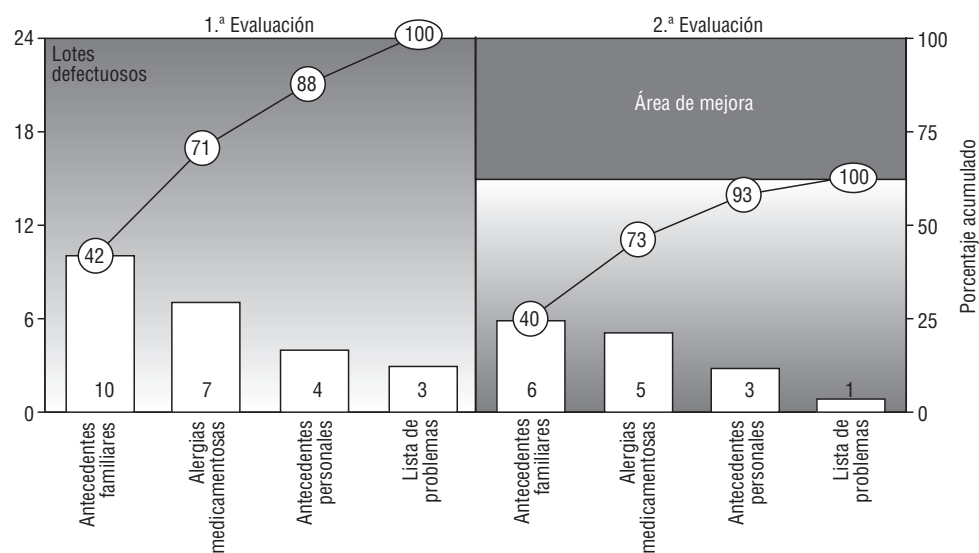 1.ª Evaluación
2.ª Evaluación
24
18
12
6
0
Lotes
defectuosos
42
71
88
100
10
7
4
3
Área de mejora
40
73
93
100
6
5
3
1
100
75
50
25
0
Porcentaje acumulado
Antecedentes
familiares
Alergias
medicamentosas
Antecedentes
personales
Lista de
problemas
Antecedentes
familiares
Alergias
medicamentosas
Antecedentes
personales
Lista de
problemas